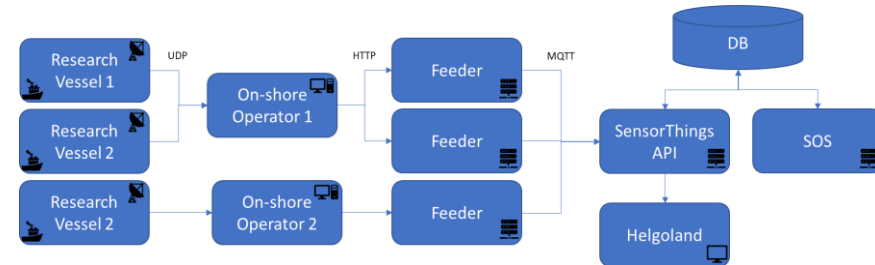 Research
Vessel 1
UDP
On-shore
Operator 1
HTTP
Feeder
MQTT
DB
Research
Vessel 2
Feeder
SensorThings
API
SOS
Research
Vessel 2
On-shore
Operator 2
Feeder
Helgoland